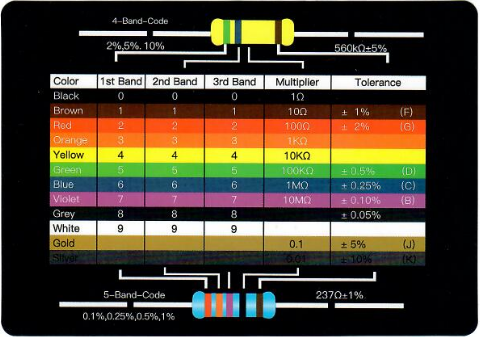 4-Band-Code
2%,5%. 10%
560kΩ±5%
Color 1st Band 2nd Band 3rd Band Multiplier Tolerance
Black 0 0 0 1Ω
Brown 1 1 1 10Ω ± 1% (F)
Red 2 2 2 100Ω ± 2% (G)
Orange 3 3 3 1KΩ
Yellow 4 4 4 10KΩ
Green 5 5 5 100KΩ ± 0.5% (D)
Blue 6 6 6 1MΩ ± 0.25% (C)
Violet 7 7 7 10MΩ ± 0.10% (B)
Grey 8 8 8 ± 0.05%
White 9 9 9
Gold 0.1 ± 5% (J)
Silver 0.01 ± 10% (K)
5-Band-Code
237Ω±1%
0.1%,0.25%,0.5%,1%